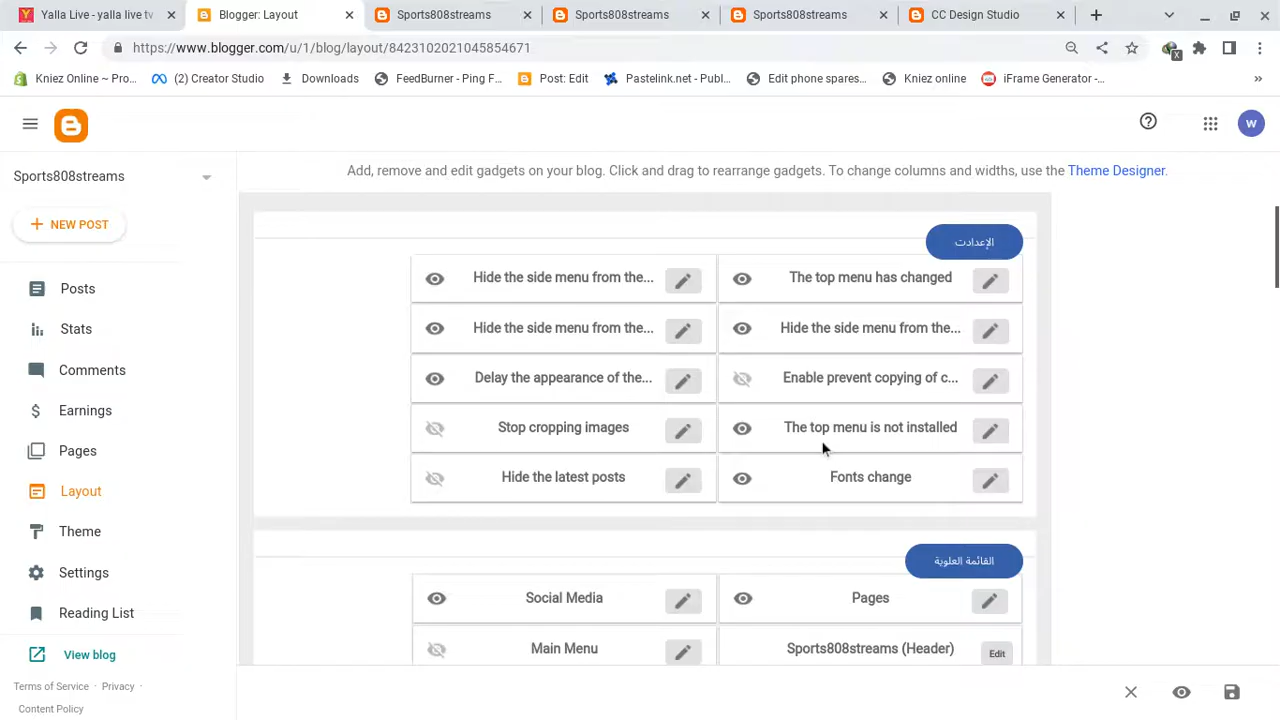 Yalla Live - yalla live tv
Blogger: Layout
Sports808streams
Sports808streams
Sports808streams
CC Design Studio
https://www.blogger.com/u/1/blog/layout/8423102021045854671
X
Kniez Online ~ Pro...
(2) Creator Studio
Downloads
FeedBurner - Ping F...
Post: Edit
Pastelink.net - Publ...
Edit phone spares...
Kniez online
iFrame Generator -...
»
W
Sports808streams
NEW POST
Posts
Stats
Comments
Earnings
Pages
Layout
Theme
Settings
Reading List
View blog
Terms of Service · Privacy ·
Content Policy
Add, remove and edit gadgets on your blog. Click and drag to rearrange gadgets. To change columns and widths, use the Theme Designer.
الإعدادت
Hide the side menu from the...
The top menu has changed
Hide the side menu from the...
Hide the side menu from the...
Delay the appearance of the...
Enable prevent copying of c...
Stop cropping images
The top menu is not installed
Hide the latest posts
Fonts change
القائمة العلوية
Social Media
Pages
Main Menu
Sports808streams (Header)
Edit